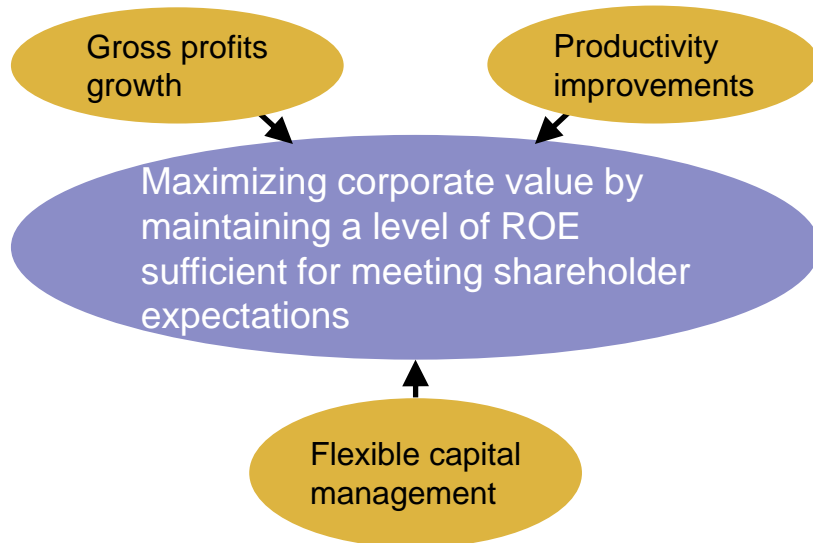 Gross profits
growth
Productivity
improvements
Maximizing corporate value by
maintaining a level of ROE
sufficient for meeting shareholder
expectations
Flexible capital
management